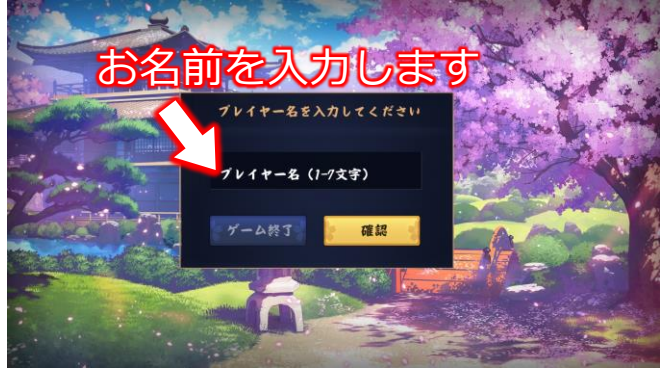 お名前を入力します
プレイヤー名を入力してください
プレイヤー名（1-7文字）
ゲーム終了
確認